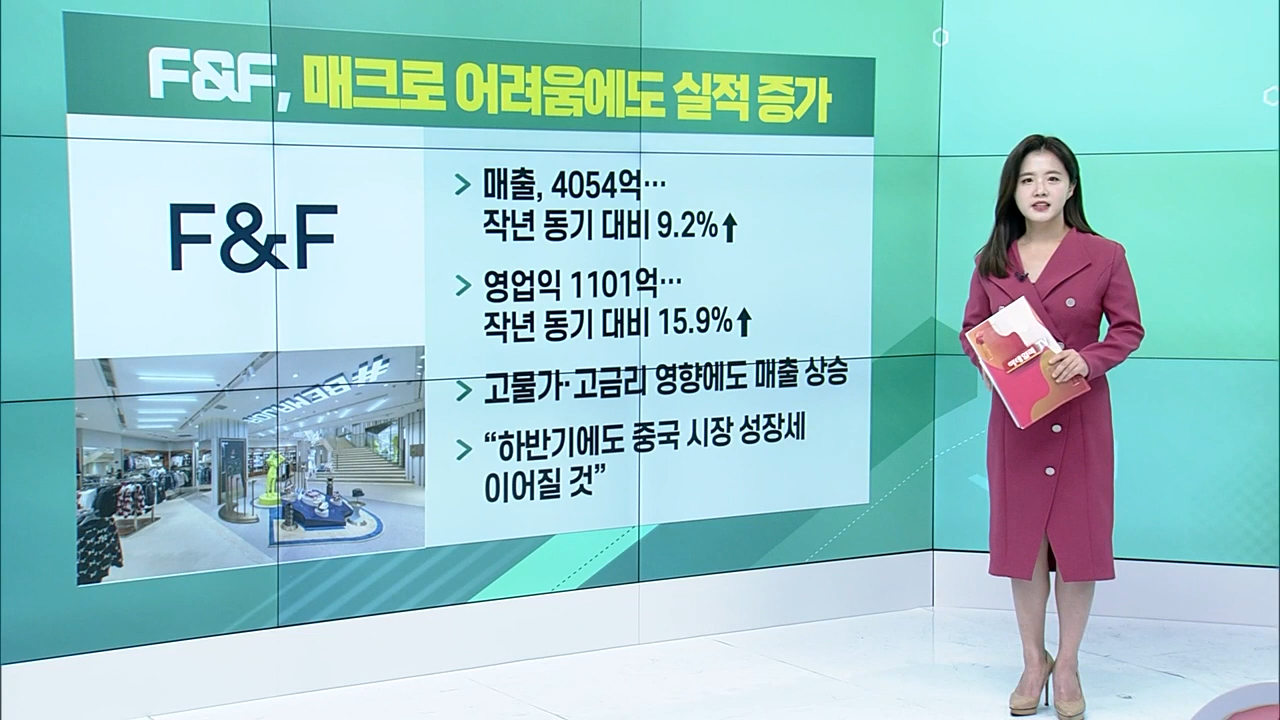 F&F, 매크로 어려움에도 실적 증가
F&F
매출, 4054억···
작년 동기 대비 9.2%↑
영업익 1101억···
작년 동기 대비 15.9%↑
고물가·고금리 영향에도 매출 상승
“하반기에도 중국 시장 성장세
이어질 것”